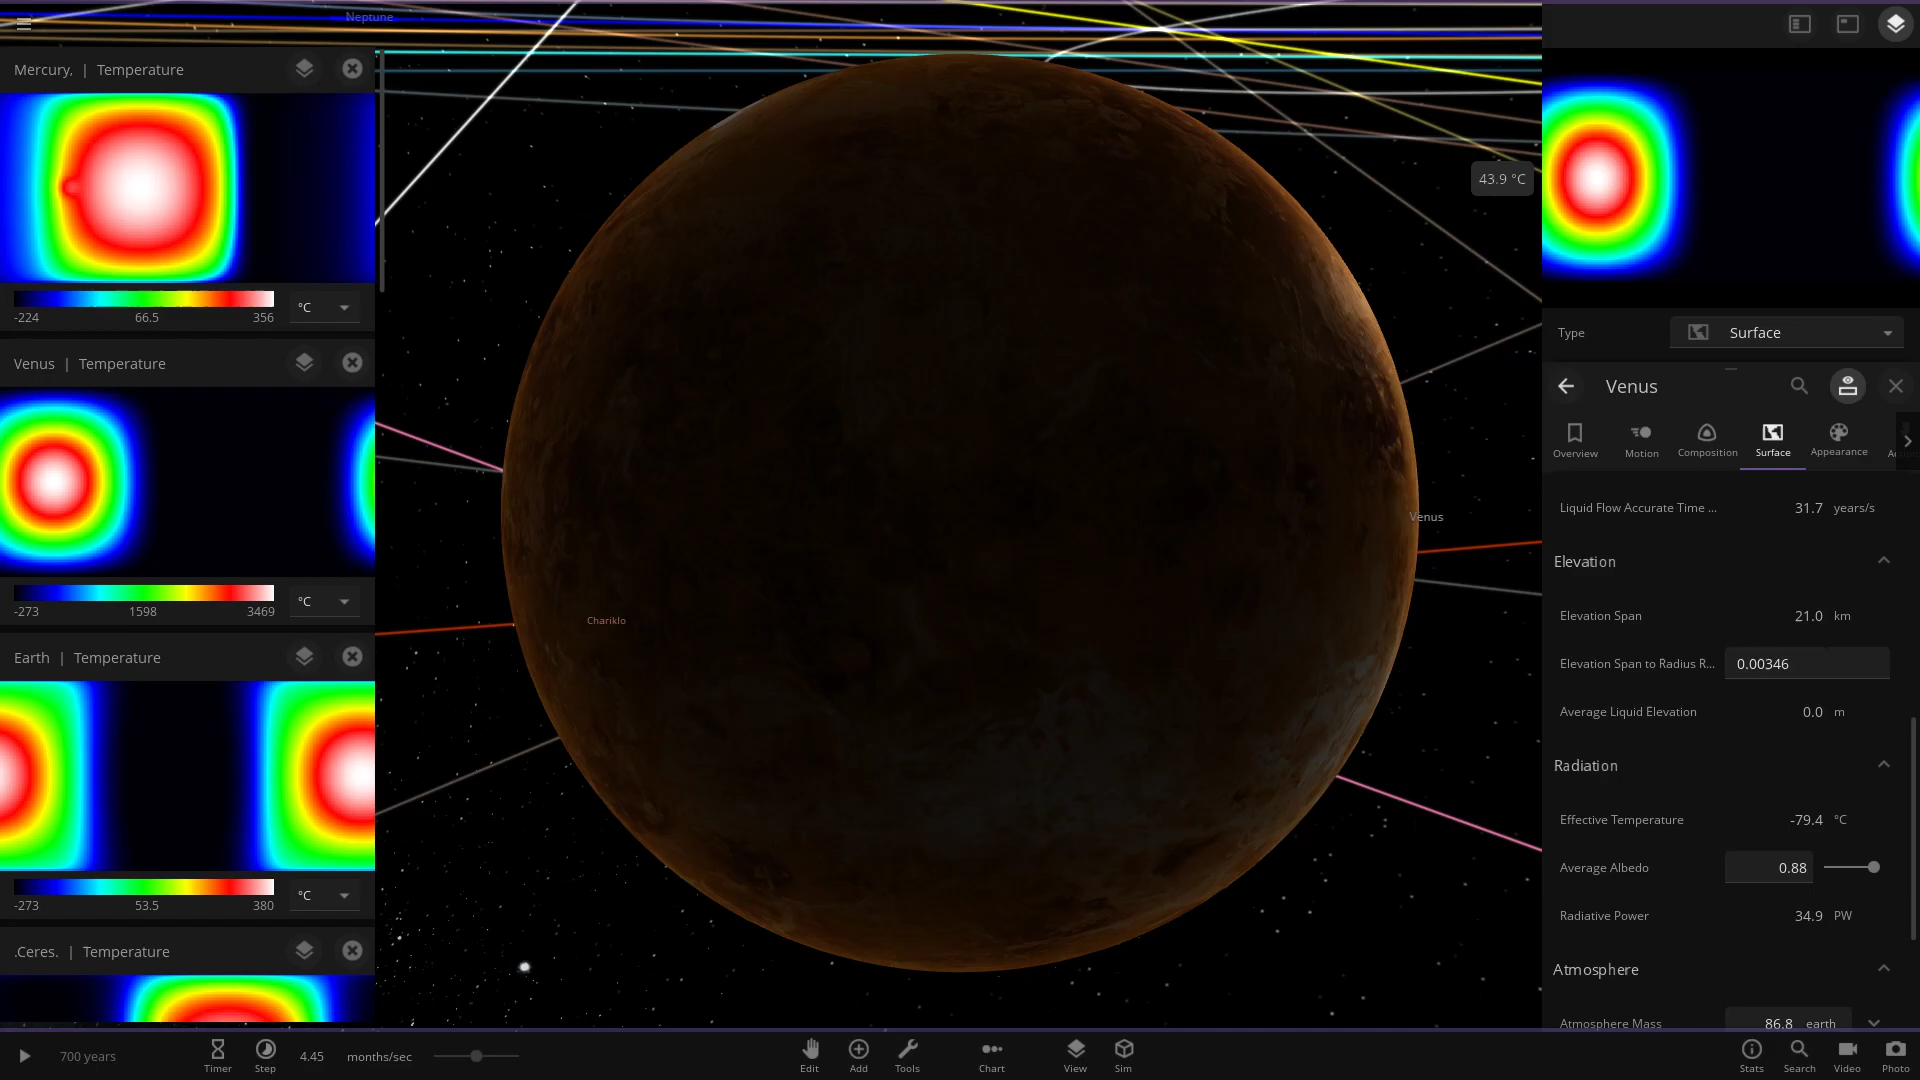 Neptune
Mercury, | Temperature
-224 66.5 356
°C
Venus | Temperature
-273 1598 3469
°C
Earth | Temperature
-273 53.5 380
°C
.Ceres. | Temperature
43.9 °C
Venus
Chariklo
Type Surface
Venus
Overview Motion Composition Surface Appearance
Liquid Flow Accurate Time ... 31.7 years/s
Elevation
Elevation Span 21.0 km
Elevation Span to Radius R... 0.00346
Average Liquid Elevation 0.0 m
Radiation
Effective Temperature -79.4 °C
Average Albedo 0.88
Radiative Power 34.9 PW
Atmosphere
Atmosphere Mass 86.8 earth
700 years
Timer Step 4.45 months/sec
Edit Add Tools Chart View Sim
Stats Search Video Photo